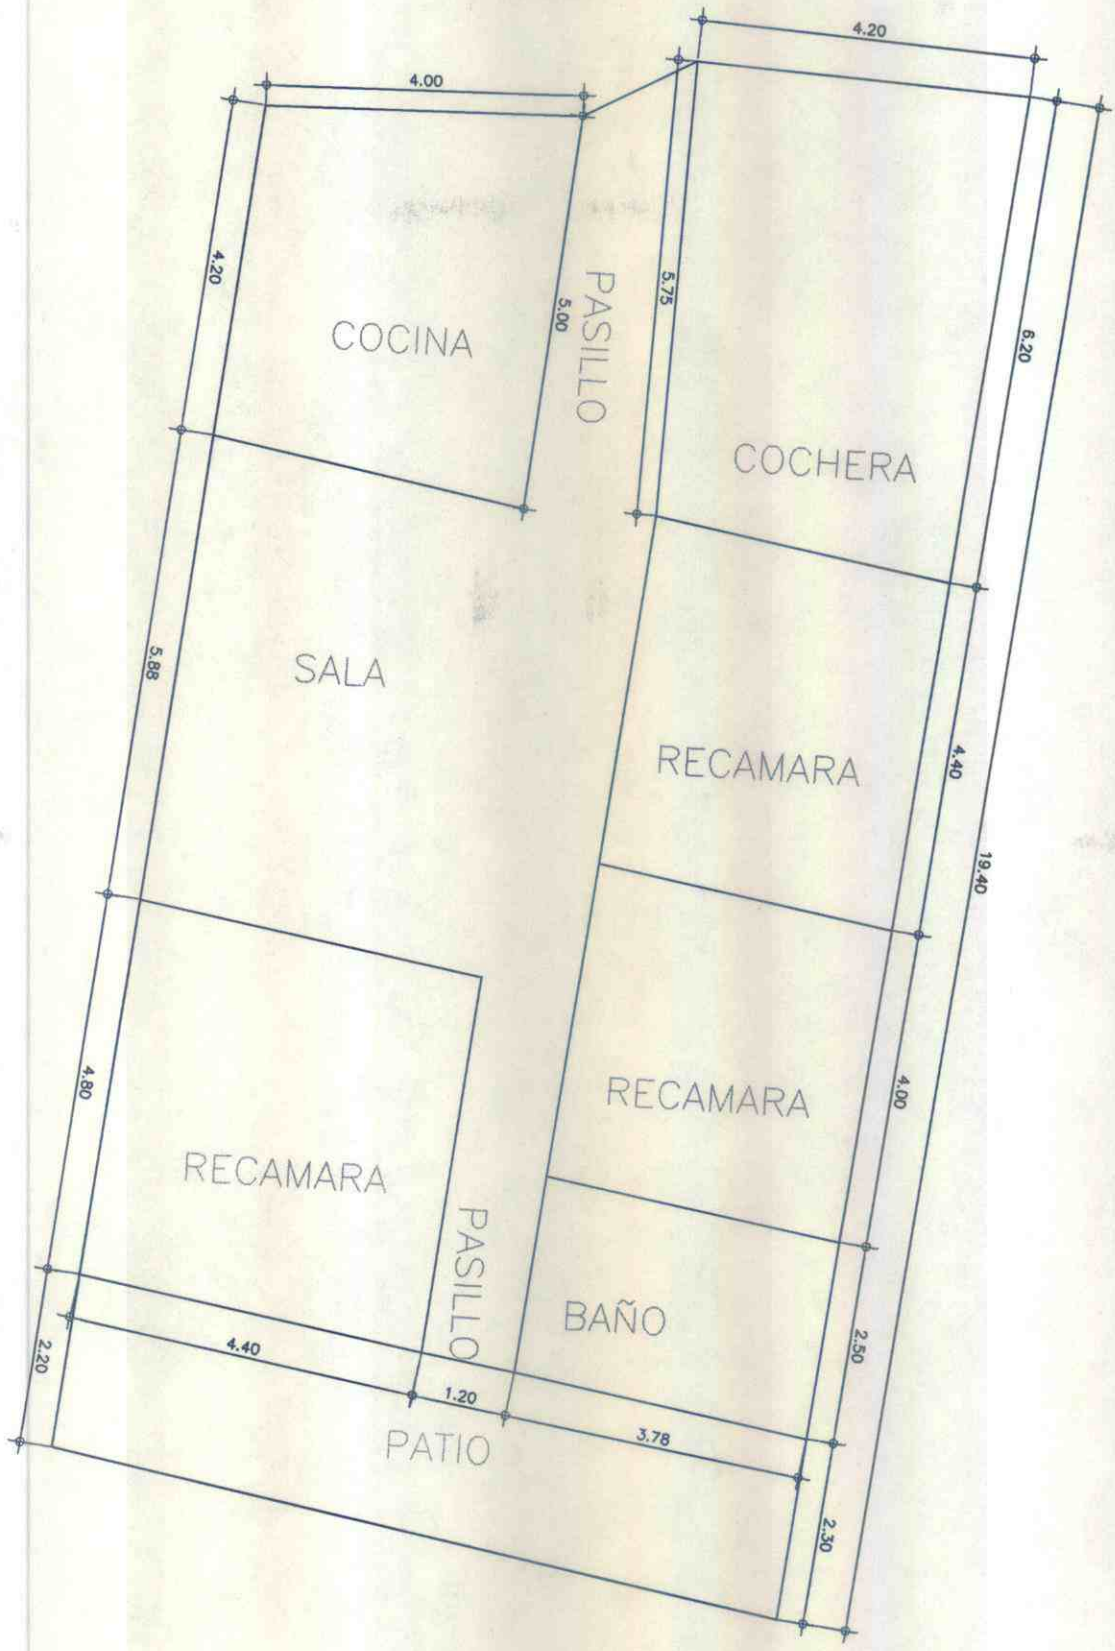 4.20
4.00
4.20
COCINA
5.00
PASILLO
5.75
6.20
COCHERA
5.88
SALA
RECAMARA
4.40
19.40
4.80
RECAMARA
PASILLO
RECAMARA
4.00
BAÑO
2.50
2.20
4.40
1.20
3.78
PATIO
2.30